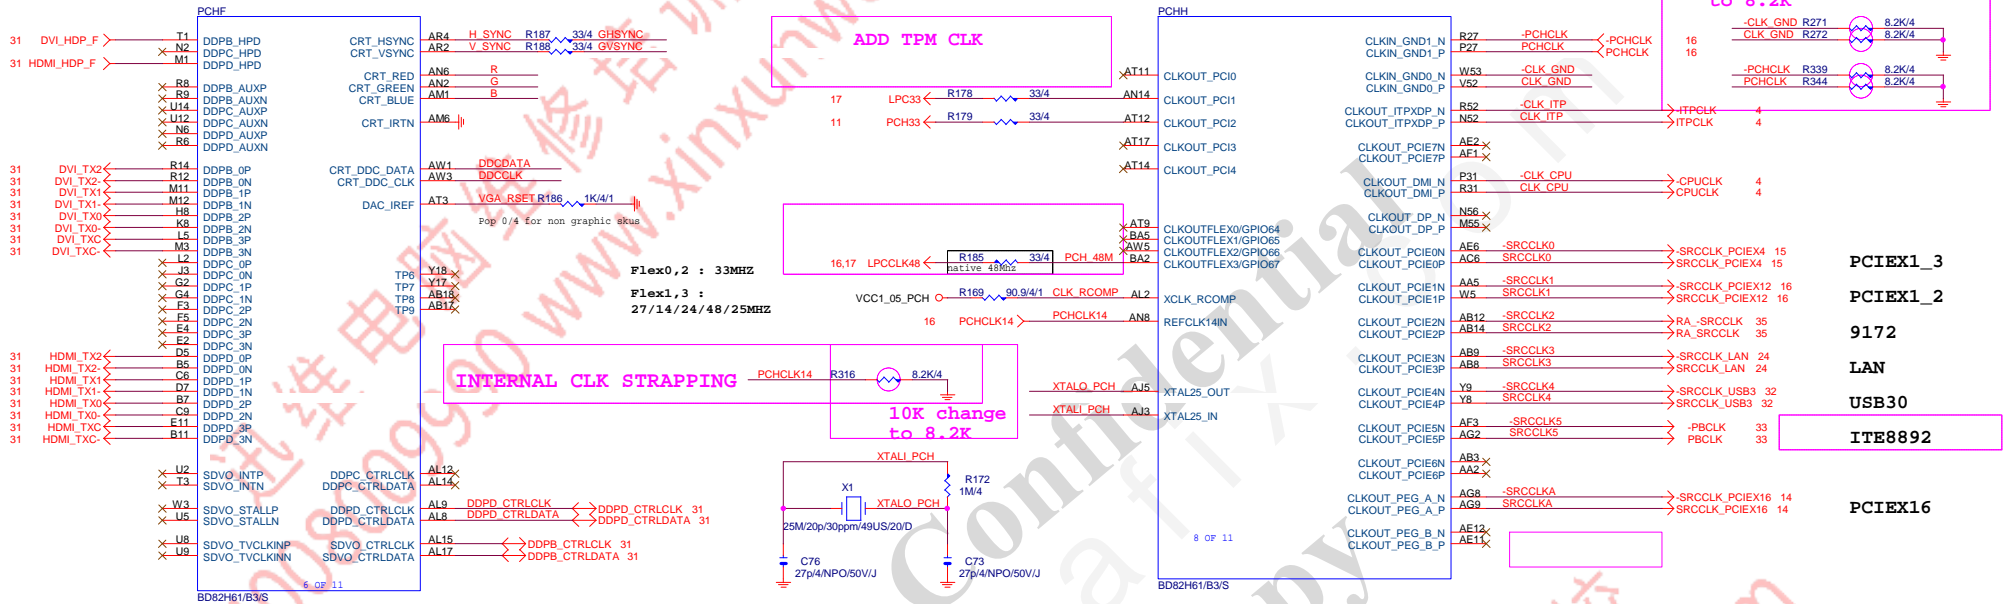 PCHF
31 DVI_HDP_F T1 DDPB_HPD
N2 DDPC_HPD
31 HDMI_HDP_F M1 DDPD_HPD
R8 DDPB_AUXP
R9 DDPB_AUXN
U14 DDPC_AUXP
U12 DDPC_AUXN
N6 DDPD_AUXP
R6 DDPD_AUXN
31 DVI_TX2 R14 DDPB_0P
31 DVI_TX2- R12 DDPB_0N
31 DVI_TX1 M11 DDPB_1P
31 DVI_TX1- M12 DDPB_1N
31 DVI_TX0 H8 DDPB_2P
31 DVI_TX0- K8 DDPB_2N
31 DVI_TXC L5 DDPB_3P
31 DVI_TXC- M3 DDPB_3N
L2 DDPC_0P
J3 DDPC_0N
G2 DDPC_1P
G4 DDPC_1N
F3 DDPC_2P
F5 DDPC_2N
E4 DDPC_3P
E2 DDPC_3N
31 HDMI_TX2 D5 DDPD_0P
31 HDMI_TX2- B5 DDPD_0N
31 HDMI_TX1 C6 DDPD_1P
31 HDMI_TX1- D7 DDPD_1N
31 HDMI_TX0 B7 DDPD_2P
31 HDMI_TX0- C9 DDPD_2N
31 HDMI_TXC E11 DDPD_3P
31 HDMI_TXC- B11 DDPD_3N
U2 SDVO_INTP
T3 SDVO_INTN
W3 SDVO_STALLP
U5 SDVO_STALLN
U8 SDVO_TVCLKINP
U9 SDVO_TVCLKINN
CRT_HSYNC AR4 H_SYNC R187 33/4 GHSYNC
CRT_VSYNC AR2 V_SYNC R188 33/4 GVSYNC
CRT_RED AN6 R
CRT_GREEN AN2 G
CRT_BLUE AM1 B
CRT_IRTN AM6
CRT_DDC_DATA AW1 DDCDATA
CRT_DDC_CLK AW3 DDCCLK
DAC_IREF AT3 VGA_RSET R186 1K/4/1
Pop 0/4 for non graphic skus
TP6 Y18
TP7 Y17
TP8 AB18
TP9 AB17
DDPC_CTRLCLK AL12
DDPC_CTRLDATA AL14
DDPD_CTRLCLK AL9 DDPD_CTRLCLK DDPD_CTRLCLK 31
DDPD_CTRLDATA AL8 DDPD_CTRLDATA DDPD_CTRLDATA 31
SDVO_CTRLCLK AL15 DDPB_CTRLCLK 31
SDVO_CTRLDATA AL17 DDPB_CTRLDATA 31
6 OF 11
BD82H61/B3/S
Flex0,2 : 33MHZ
Flex1,3 :
27/14/24/48/25MHZ
INTERNAL CLK STRAPPING PCHCLK14 R316 8.2K/4
10K change
to 8.2K
XTALI_PCH
R172
1M/4
X1
XTALO_PCH
25M/20p/30ppm/49US/20/D
C76
27p/4/NPO/50V/J
C73
27p/4/NPO/50V/J
ADD TPM CLK
PCHH
AT11 CLKOUT_PCI0
17 LPC33 R178 33/4 AN14 CLKOUT_PCI1
11 PCH33 R179 33/4 AT12 CLKOUT_PCI2
AT17 CLKOUT_PCI3
AT14 CLKOUT_PCI4
AT9 CLKOUTFLEX0/GPIO64
BA5 CLKOUTFLEX1/GPIO65
AW5 CLKOUTFLEX2/GPIO66
16,17 LPCCLK48 R185 33/4 PCH_48M BA2 CLKOUTFLEX3/GPIO67
native 48Mhz
VCC1_05_PCH R169 90.9/4/1 CLK_RCOMP AL2 XCLK_RCOMP
16 PCHCLK14 PCHCLK14 AN8 REFCLK14IN
XTALO_PCH AJ5 XTAL25_OUT
XTALI_PCH AJ3 XTAL25_IN
CLKIN_GND1_N R27 -PCHCLK -PCHCLK 16
CLKIN_GND1_P P27 PCHCLK PCHCLK 16
CLKIN_GND0_N W53 -CLK_GND
CLKIN_GND0_P V52 CLK_GND
CLKOUT_ITPXDP_N R52 -CLK_ITP -ITPCLK 4
CLKOUT_ITPXDP_P N52 CLK_ITP ITPCLK 4
CLKOUT_PCIE7N AE2
CLKOUT_PCIE7P AF1
CLKOUT_DMI_N P31 -CLK_CPU -CPUCLK 4
CLKOUT_DMI_P R31 CLK_CPU CPUCLK 4
CLKOUT_DP_N N56
CLKOUT_DP_P M55
CLKOUT_PCIE0N AE6 -SRCCLK0 -SRCCLK_PCIEX4 15
CLKOUT_PCIE0P AC6 SRCCLK0 SRCCLK_PCIEX4 15
PCIEX1_3
CLKOUT_PCIE1N AA5 -SRCCLK1 -SRCCLK_PCIEX12 16
CLKOUT_PCIE1P W5 SRCCLK1 SRCCLK_PCIEX12 16
PCIEX1_2
CLKOUT_PCIE2N AB12 -SRCCLK2 RA_-SRCCLK 35
CLKOUT_PCIE2P AB14 SRCCLK2 RA_SRCCLK 35
9172
CLKOUT_PCIE3N AB9 -SRCCLK3 -SRCCLK_LAN 24
CLKOUT_PCIE3P AB8 SRCCLK3 SRCCLK_LAN 24
LAN
CLKOUT_PCIE4N Y9 -SRCCLK4 -SRCCLK_USB3 32
CLKOUT_PCIE4P Y8 SRCCLK4 SRCCLK_USB3 32
USB30
CLKOUT_PCIE5N AF3 -SRCCLK5 -PBCLK 33
CLKOUT_PCIE5P AG2 SRCCLK5 PBCLK 33
ITE8892
CLKOUT_PCIE6N AB3
CLKOUT_PCIE6P AA2
CLKOUT_PEG_A_N AG8 -SRCCLKA -SRCCLK_PCIEX16 14
CLKOUT_PEG_A_P AG9 SRCCLKA SRCCLK_PCIEX16 14
PCIEX16
CLKOUT_PEG_B_N AE12
CLKOUT_PEG_B_P AE11
8 OF 11
BD82H61/B3/S
to 8.2K
-CLK_GND R271 8.2K/4
CLK_GND R272 8.2K/4
-PCHCLK R339 8.2K/4
PCHCLK R344 8.2K/4
Confidential
迅维电脑维修培